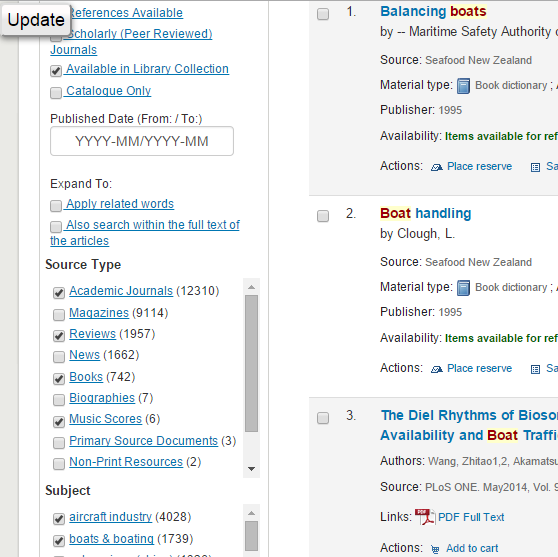 Update
References Available
Scholarly (Peer Reviewed)
Journals
Available in Library Collection
Catalogue Only
Published Date (From: / To:)
YYYY-MM/YYYY-MM
Expand To:
Apply related words
Also search within the full text of
the articles
Source Type
Academic Journals (12310)
Magazines (9114)
Reviews (1957)
News (1662)
Books (742)
Biographies (7)
Music Scores (6)
Primary Source Documents (3)
Non-Print Resources (2)
Subject
aircraft industry (4028)
boats & boating (1739)
1. Balancing boats
by -- Maritime Safety Authority
Source: Seafood New Zealand
Material type: Book dictionary ;
Publisher: 1995
Availability: Items available for ref
Actions: Place reserve Sa
2. Boat handling
by Clough, L.
Source: Seafood New Zealand
Material type: Book dictionary ;
Publisher: 1995
Availability: Items available for ref
Actions: Place reserve Sa
3. The Diel Rhythms of Bioso
Availability and Boat Traffi
Authors: Wang, Zhitao1,2, Akamats
Source: PLoS ONE. May2014, Vol. 9
Links: PDF Full Text
Actions: Add to cart